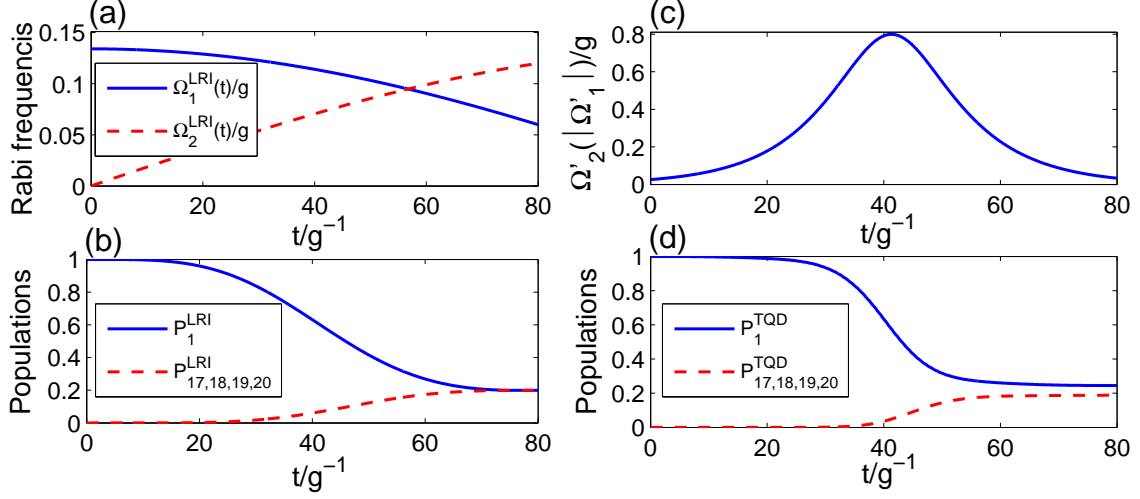 (a)
Rabi frequencis
0.15
0.1
0.05
0
Ω₁ᴸᴿᴵ(t)/g
Ω₂ᴸᴿᴵ(t)/g
0 20 40 60 80
t/g⁻¹
(b)
Populations
1
0.8
0.6
0.4
0.2
0
P₁ᴸᴿᴵ
P₁₇,₁₈,₁₉,₂₀ᴸᴿᴵ
0 20 40 60 80
t/g⁻¹
(c)
Ω'₂(|Ω'₁|)/g
0.8
0.6
0.4
0.2
0
0 20 40 60 80
t/g⁻¹
(d)
Populations
1
0.8
0.6
0.4
0.2
0
P₁^TQD
P₁₇,₁₈,₁₉,₂₀^TQD
0 20 40 60 80
t/g⁻¹